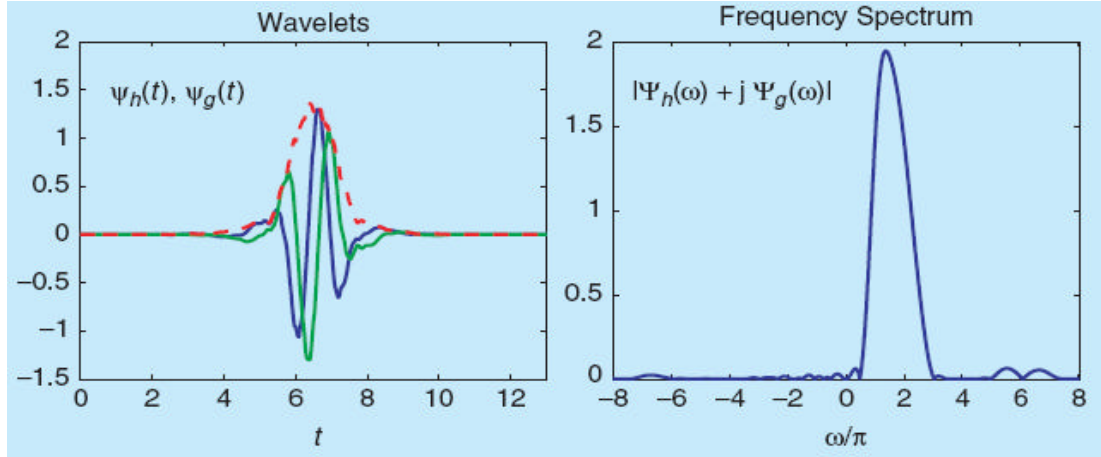 Wavelets
2
1.5
1
0.5
0
−0.5
−1
−1.5
ψh(t), ψg(t)
0 2 4 6 8 10 12
t
Frequency Spectrum
2
1.5
1
0.5
0
|Ψh(ω) + j Ψg(ω)|
−8 −6 −4 −2 0 2 4 6 8
ω/π